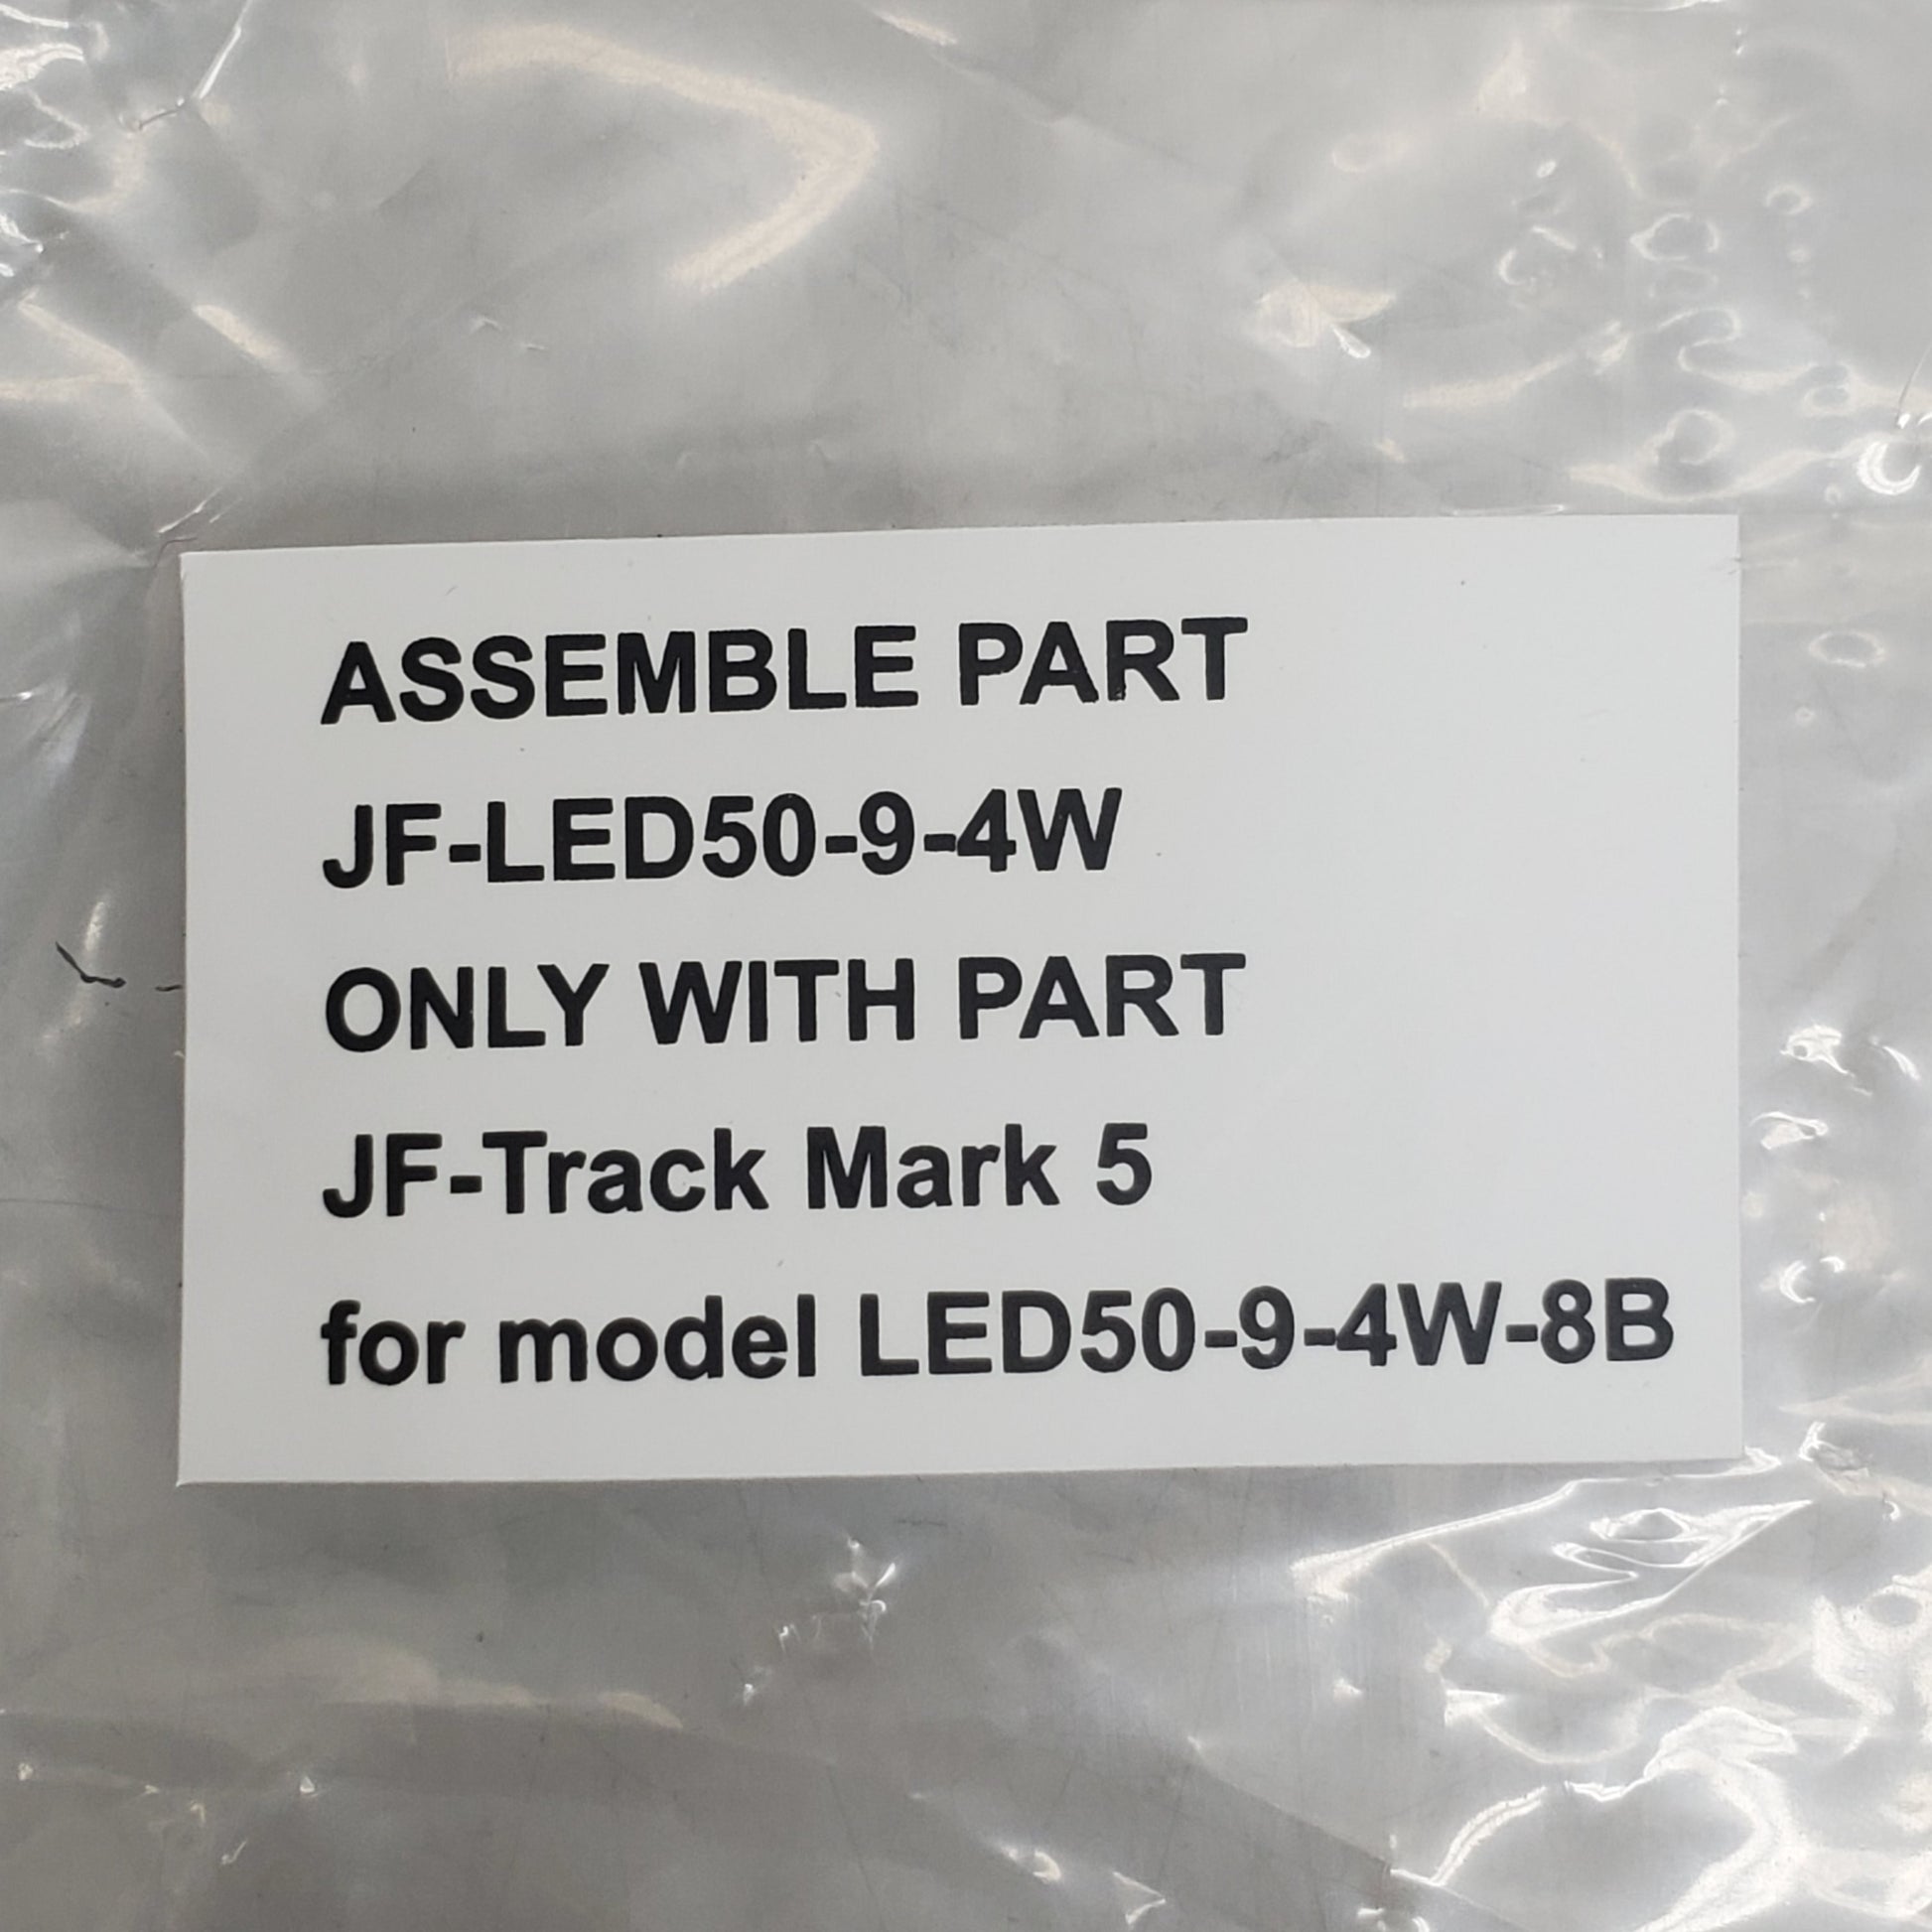 ASSEMBLE PART
JF-LED50-9-4W
ONLY WITH PART
JF-Track Mark 5
for model LED50-9-4W-8B